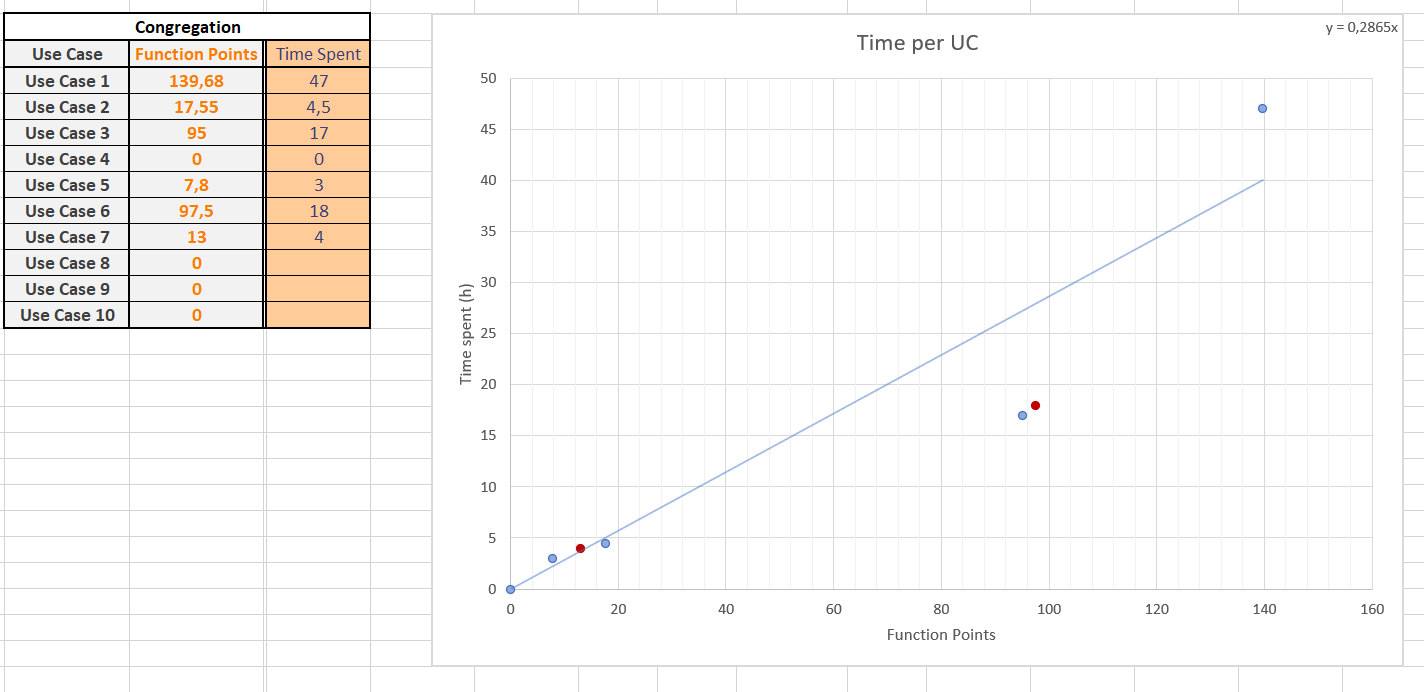 Congregation
Use Case Function Points Time Spent
Use Case 1 139,68 47
Use Case 2 17,55 4,5
Use Case 3 95 17
Use Case 4 0 0
Use Case 5 7,8 3
Use Case 6 97,5 18
Use Case 7 13 4
Use Case 8 0
Use Case 9 0
Use Case 10 0
Time per UC
y = 0,2865x
50
45
40
35
30
25
20
15
10
5
0
Time spent (h)
0 20 40 60 80 100 120 140 160
Function Points